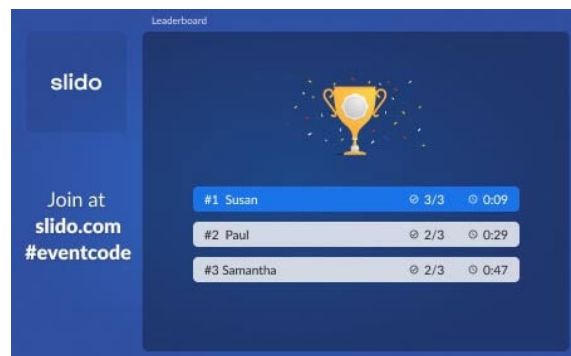 Leaderboard
slido
Join at
slido.com
#eventcode
#1 Susan 3/3 0:09
#2 Paul 2/3 0:29
#3 Samantha 2/3 0:47